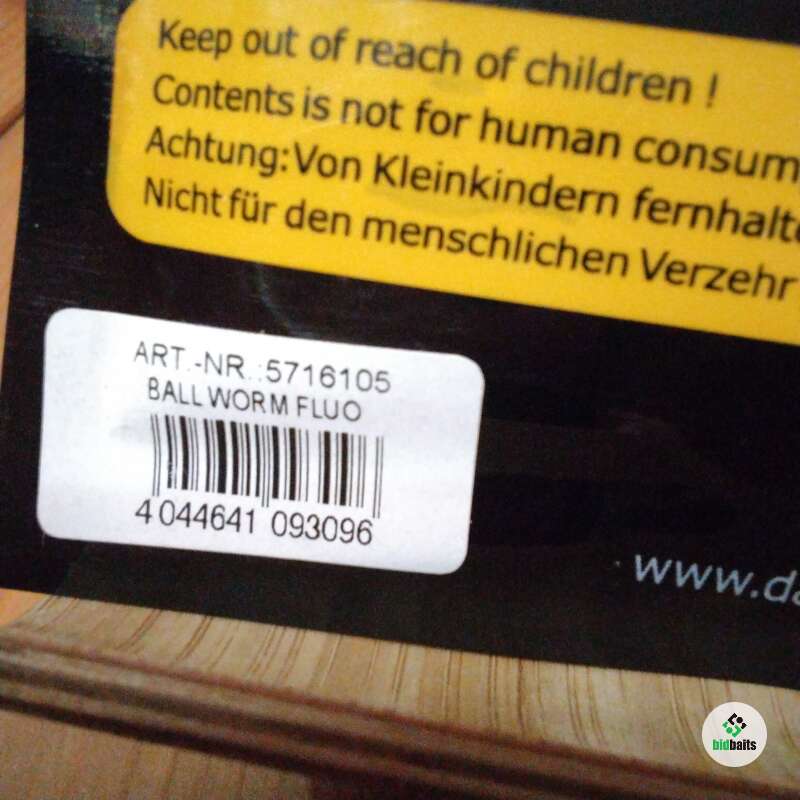 Keep out of reach of children !
Contents is not for human consum
Achtung:Von Kleinkindern fernhalte
Nicht für den menschlichen Verzehr
ART.-NR.:5716105
BALL WORM FLUO
4 044641 093096
www.da
bidbaits